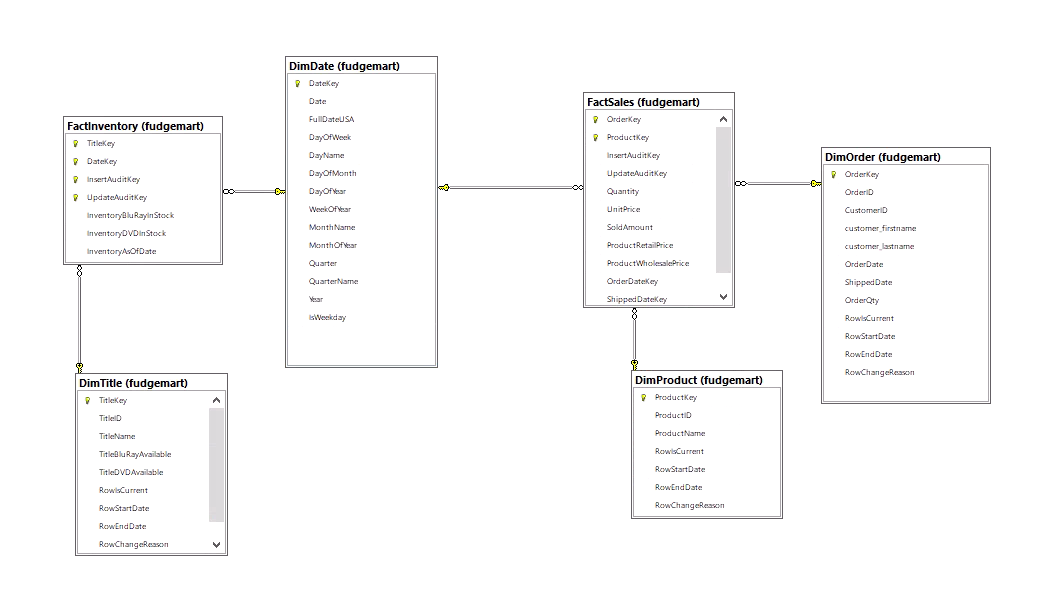 FactInventory (fudgemart)
TitleKey
DateKey
InsertAuditKey
UpdateAuditKey
InventoryBluRayInStock
InventoryDVDInStock
InventoryAsOfDate
DimDate (fudgemart)
DateKey
Date
FullDateUSA
DayOfWeek
DayName
DayOfMonth
DayOfYear
WeekOfYear
MonthName
MonthOfYear
Quarter
QuarterName
Year
IsWeekday
FactSales (fudgemart)
OrderKey
ProductKey
InsertAuditKey
UpdateAuditKey
Quantity
UnitPrice
SoldAmount
ProductRetailPrice
ProductWholesalePrice
OrderDateKey
ShippedDateKey
DimOrder (fudgemart)
OrderKey
OrderID
CustomerID
customer_firstname
customer_lastname
OrderDate
ShippedDate
OrderQty
RowIsCurrent
RowStartDate
RowEndDate
RowChangeReason
DimTitle (fudgemart)
TitleKey
TitleID
TitleName
TitleBluRayAvailable
TitleDVDAvailable
RowIsCurrent
RowStartDate
RowEndDate
RowChangeReason
DimProduct (fudgemart)
ProductKey
ProductID
ProductName
RowIsCurrent
RowStartDate
RowEndDate
RowChangeReason